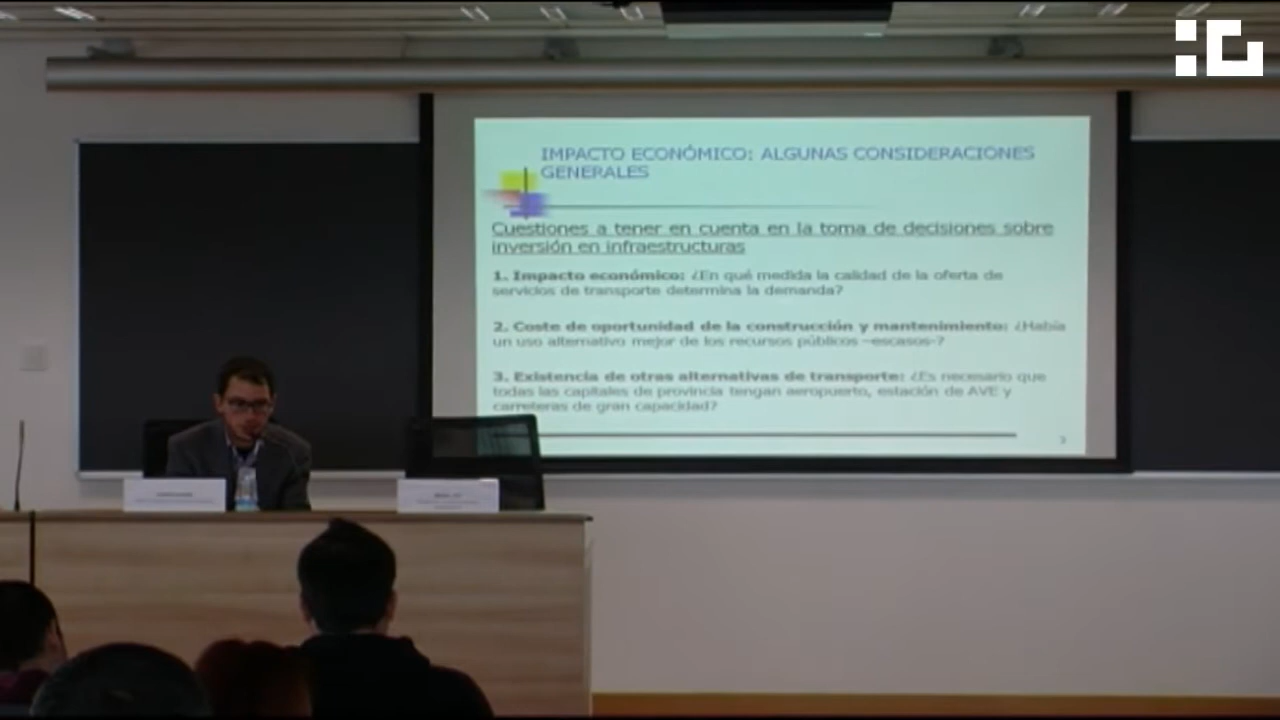 IMPACTO ECONÓMICO: ALGUNAS CONSIDERACIONES
GENERALES
Cuestiones a tener en cuenta en la toma de decisiones sobre
inversión en infraestructuras
1. Impacto económico: ¿En qué medida la calidad de la oferta de
servicios de transporte determina la demanda?
2. Coste de oportunidad de la construcción y mantenimiento: ¿Había
un uso alternativo mejor de los recursos públicos –escasos-?
3. Existencia de otras alternativas de transporte: ¿Es necesario que
todas las capitales de provincia tengan aeropuerto, estación de AVE y
carreteras de gran capacidad?
3